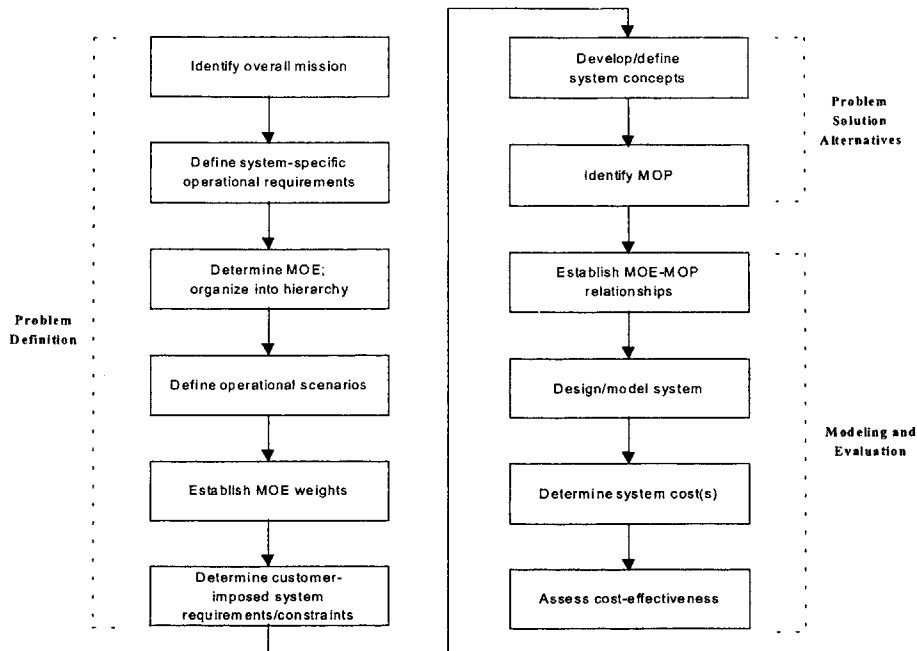 Problem
Definition
Identify overall mission
Define system-specific
operational requirements
Determine MOE;
organize into hierarchy
Define operational scenarios
Establish MOE weights
Determine customer-
imposed system
requirements/constraints
Develop/define
system concepts
Identify MOP
Problem
Solution
Alternatives
Establish MOE-MOP
relationships
Design/model system
Determine system cost(s)
Assess cost-effectiveness
Modeling and
Evaluation